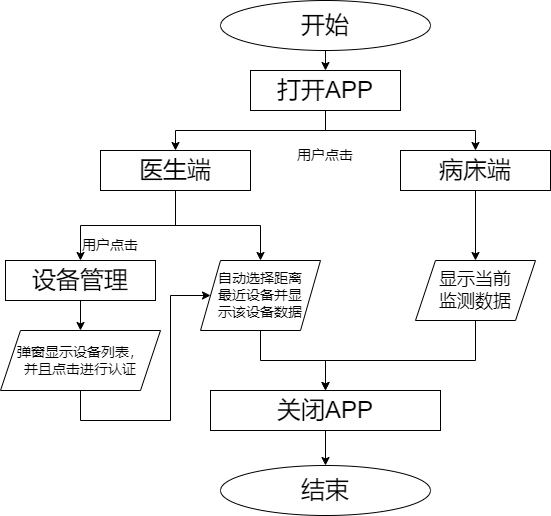 开始
打开APP
用户点击
医生端
病床端
用户点击
设备管理
自动选择距离
最近设备并显
示该设备数据
显示当前
监测数据
弹窗显示设备列表，
并且点击进行认证
关闭APP
结束